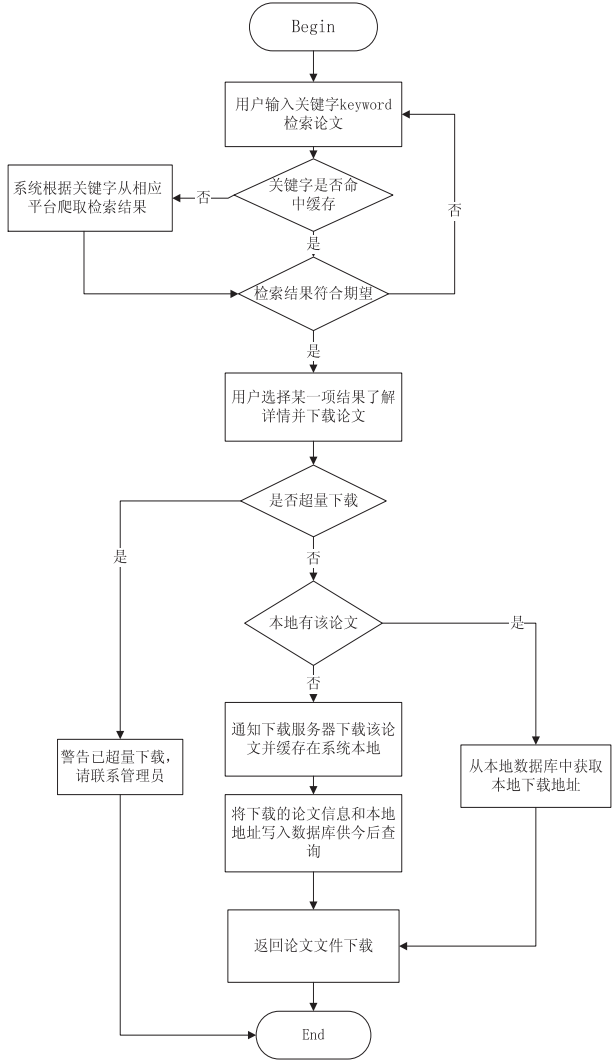 Begin
用户输入关键字keyword
检索论文
系统根据关键字从相应
平台爬取检索结果
否
关键字是否命
中缓存
否
是
检索结果符合期望
是
用户选择某一项结果了解
详情并下载论文
是否超量下载
是
否
本地有该论文
是
否
通知下载服务器下载该论
文并缓存在系统本地
警告已超量下载，
请联系管理员
从本地数据库中获取
本地下载地址
将下载的论文信息和本地
地址写入数据库供今后查
询
返回论文文件下载
End